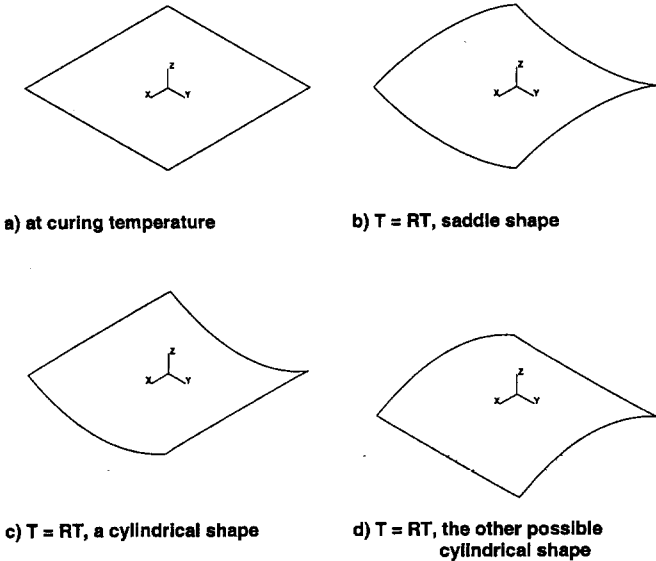 Z
X Y
Z
X Y
a) at curing temperature
b) T = RT, saddle shape
Z
X Y
Z
X Y
c) T = RT, a cylindrical shape
d) T = RT, the other possible
cylindrical shape